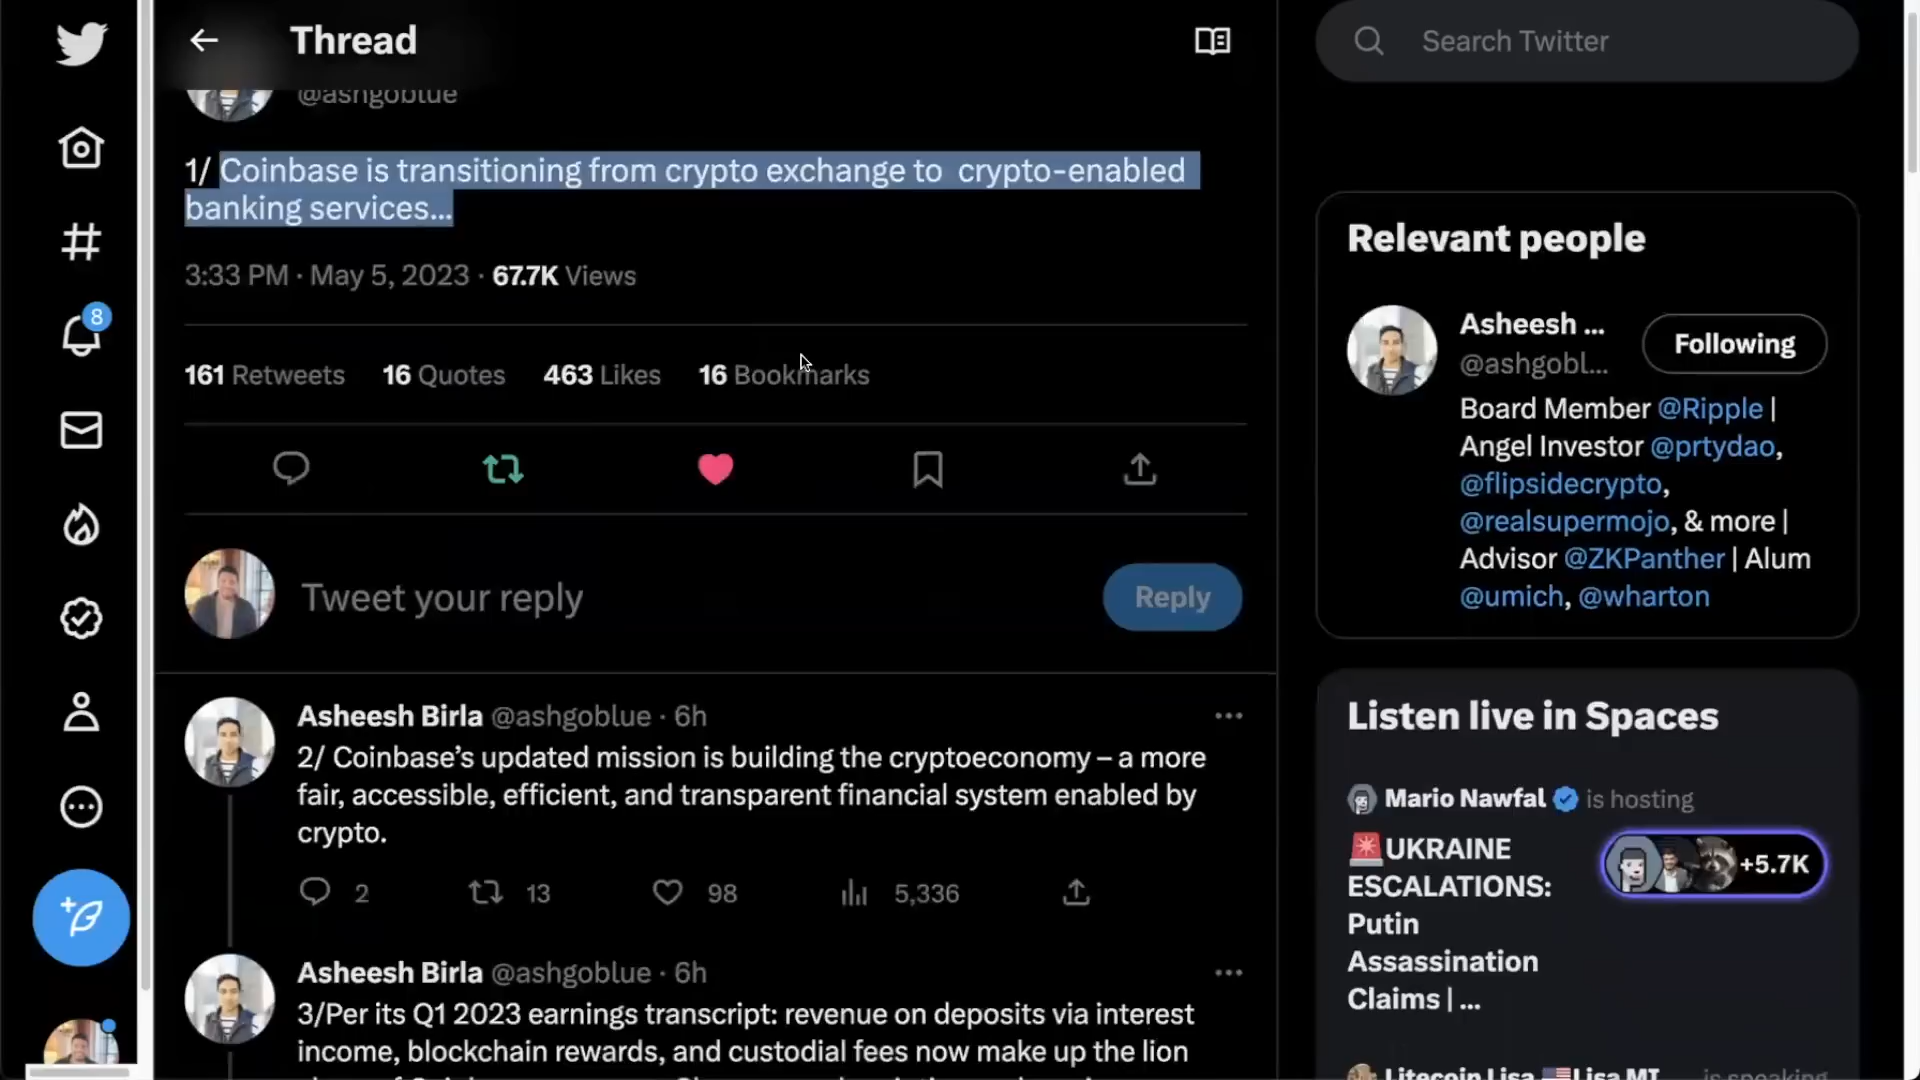 Thread
@ashgoblue
1/ Coinbase is transitioning from crypto exchange to  crypto-enabled
banking services...
3:33 PM · May 5, 2023 · 67.7K Views
161 Retweets 16 Quotes 463 Likes 16 Bookmarks
Tweet your reply
Reply
Asheesh Birla @ashgoblue · 6h
2/ Coinbase’s updated mission is building the cryptoeconomy – a more
fair, accessible, efficient, and transparent financial system enabled by
crypto.
2 13 98 5,336
Asheesh Birla @ashgoblue · 6h
3/Per its Q1 2023 earnings transcript: revenue on deposits via interest
income, blockchain rewards, and custodial fees now make up the lion
8
Search Twitter
Relevant people
Asheesh ...
@ashgobl...
Following
Board Member @Ripple |
Angel Investor @prtydao,
@flipsidecrypto,
@realsupermojo, & more |
Advisor @ZKPanther | Alum
@umich, @wharton
Listen live in Spaces
Mario Nawfal is hosting
UKRAINE
ESCALATIONS:
Putin
Assassination
Claims | ...
+5.7K
Litecoin Lisa Lisa MI is speaking